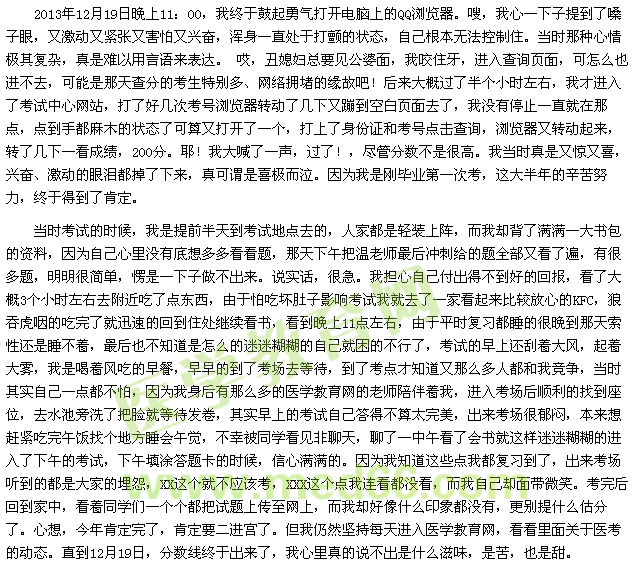 2013年12月19日晚上11：00，我终于鼓起勇气打开电脑上的QQ浏览器。嗖，我心一下子提到了嗓
子眼，又激动又紧张又害怕又兴奋，浑身一直处于打颤的状态，自己根本无法控制住。当时那种心情
极其复杂，真是难以用言语来表达。 哎，丑媳妇总要见公婆面，我咬住牙，进入查询页面，可怎么也
进不去，可能是那天查分的考生特别多、网络拥堵的缘故吧！后来大概过了半个小时左右，我才进入
了考试中心网站，打了好几次考号浏览器转动了几下又蹦到空白页面去了，我没有停止一直就在那
点，点到手都麻木的状态了可算又打开了一个，打上了身份证和考号点击查询，浏览器又转动起来，
转了几下一看成绩，200分。耶！我大喊了一声，过了！，尽管分数不是很高。我当时真是又惊又喜，
兴奋、激动的眼泪都掉了下来，真可谓是喜极而泣。因为我是刚毕业第一次考，这大半年的辛苦努
力，终于得到了肯定。
当时考试的时候，我是提前半天到考试地点去的，人家都是轻装上阵，而我却背了满满一大书包
的资料，因为自己心里没有底想多多看看题，那天下午把温老师最后冲刺给的题全部又看了遍，有很
多题，明明很简单，愣是一下子做不出来。说实话，很急。我担心自己付出得不到好的回报，看了大
概3个小时左右去附近吃了点东西，由于怕吃坏肚子影响考试我就去了一家看起来比较放心的KFC，狼
吞虎咽的吃完了就迅速的回到住处继续看书，看到晚上11点左右，由于平时复习都睡的很晚到那天索
性还是睡不着，最后也不知道是怎么的迷迷糊糊的自己就困的不行了，考试的早上还刮着大风，起着
大雾，我是喝着风吃的早餐，早早的到了考场去等待，到了考点才知道又那么多人都和我竞争，当时
其实自己一点都不怕，因为我身后有那么多的医学教育网的老师陪伴着我，进入考场后顺利的找到座
位，去水池旁洗了把脸就等待发卷，其实早上的考试自己答得不算太完美，出来考场很郁闷，本来想
赶紧吃完午饭找个地方睡会午觉，不幸被同学看见非聊天，聊了一中午看了会书就这样迷迷糊糊的进
入了下午的考试，下午填涂答题卡的时候，信心满满的。因为我知道这些点我都复习到了，出来考场
听到的都是大家的埋怨，XX这个就不应该考，XXX这个点我连看都没看，而我自己却面带微笑。考完后
回到家中，看着同学们一个个都把试题上传至网上，而我却好像什么印象都没有，更别提什么估分
了。心想，今年肯定完了，肯定要二进宫了。但我仍然坚持每天进入医学教育网，看看里面关于医考
的动态。直到12月19日，分数线终于出来了，我心里真的说不出是什么滋味，是苦，也是甜。
医学教育网
www.med66.com